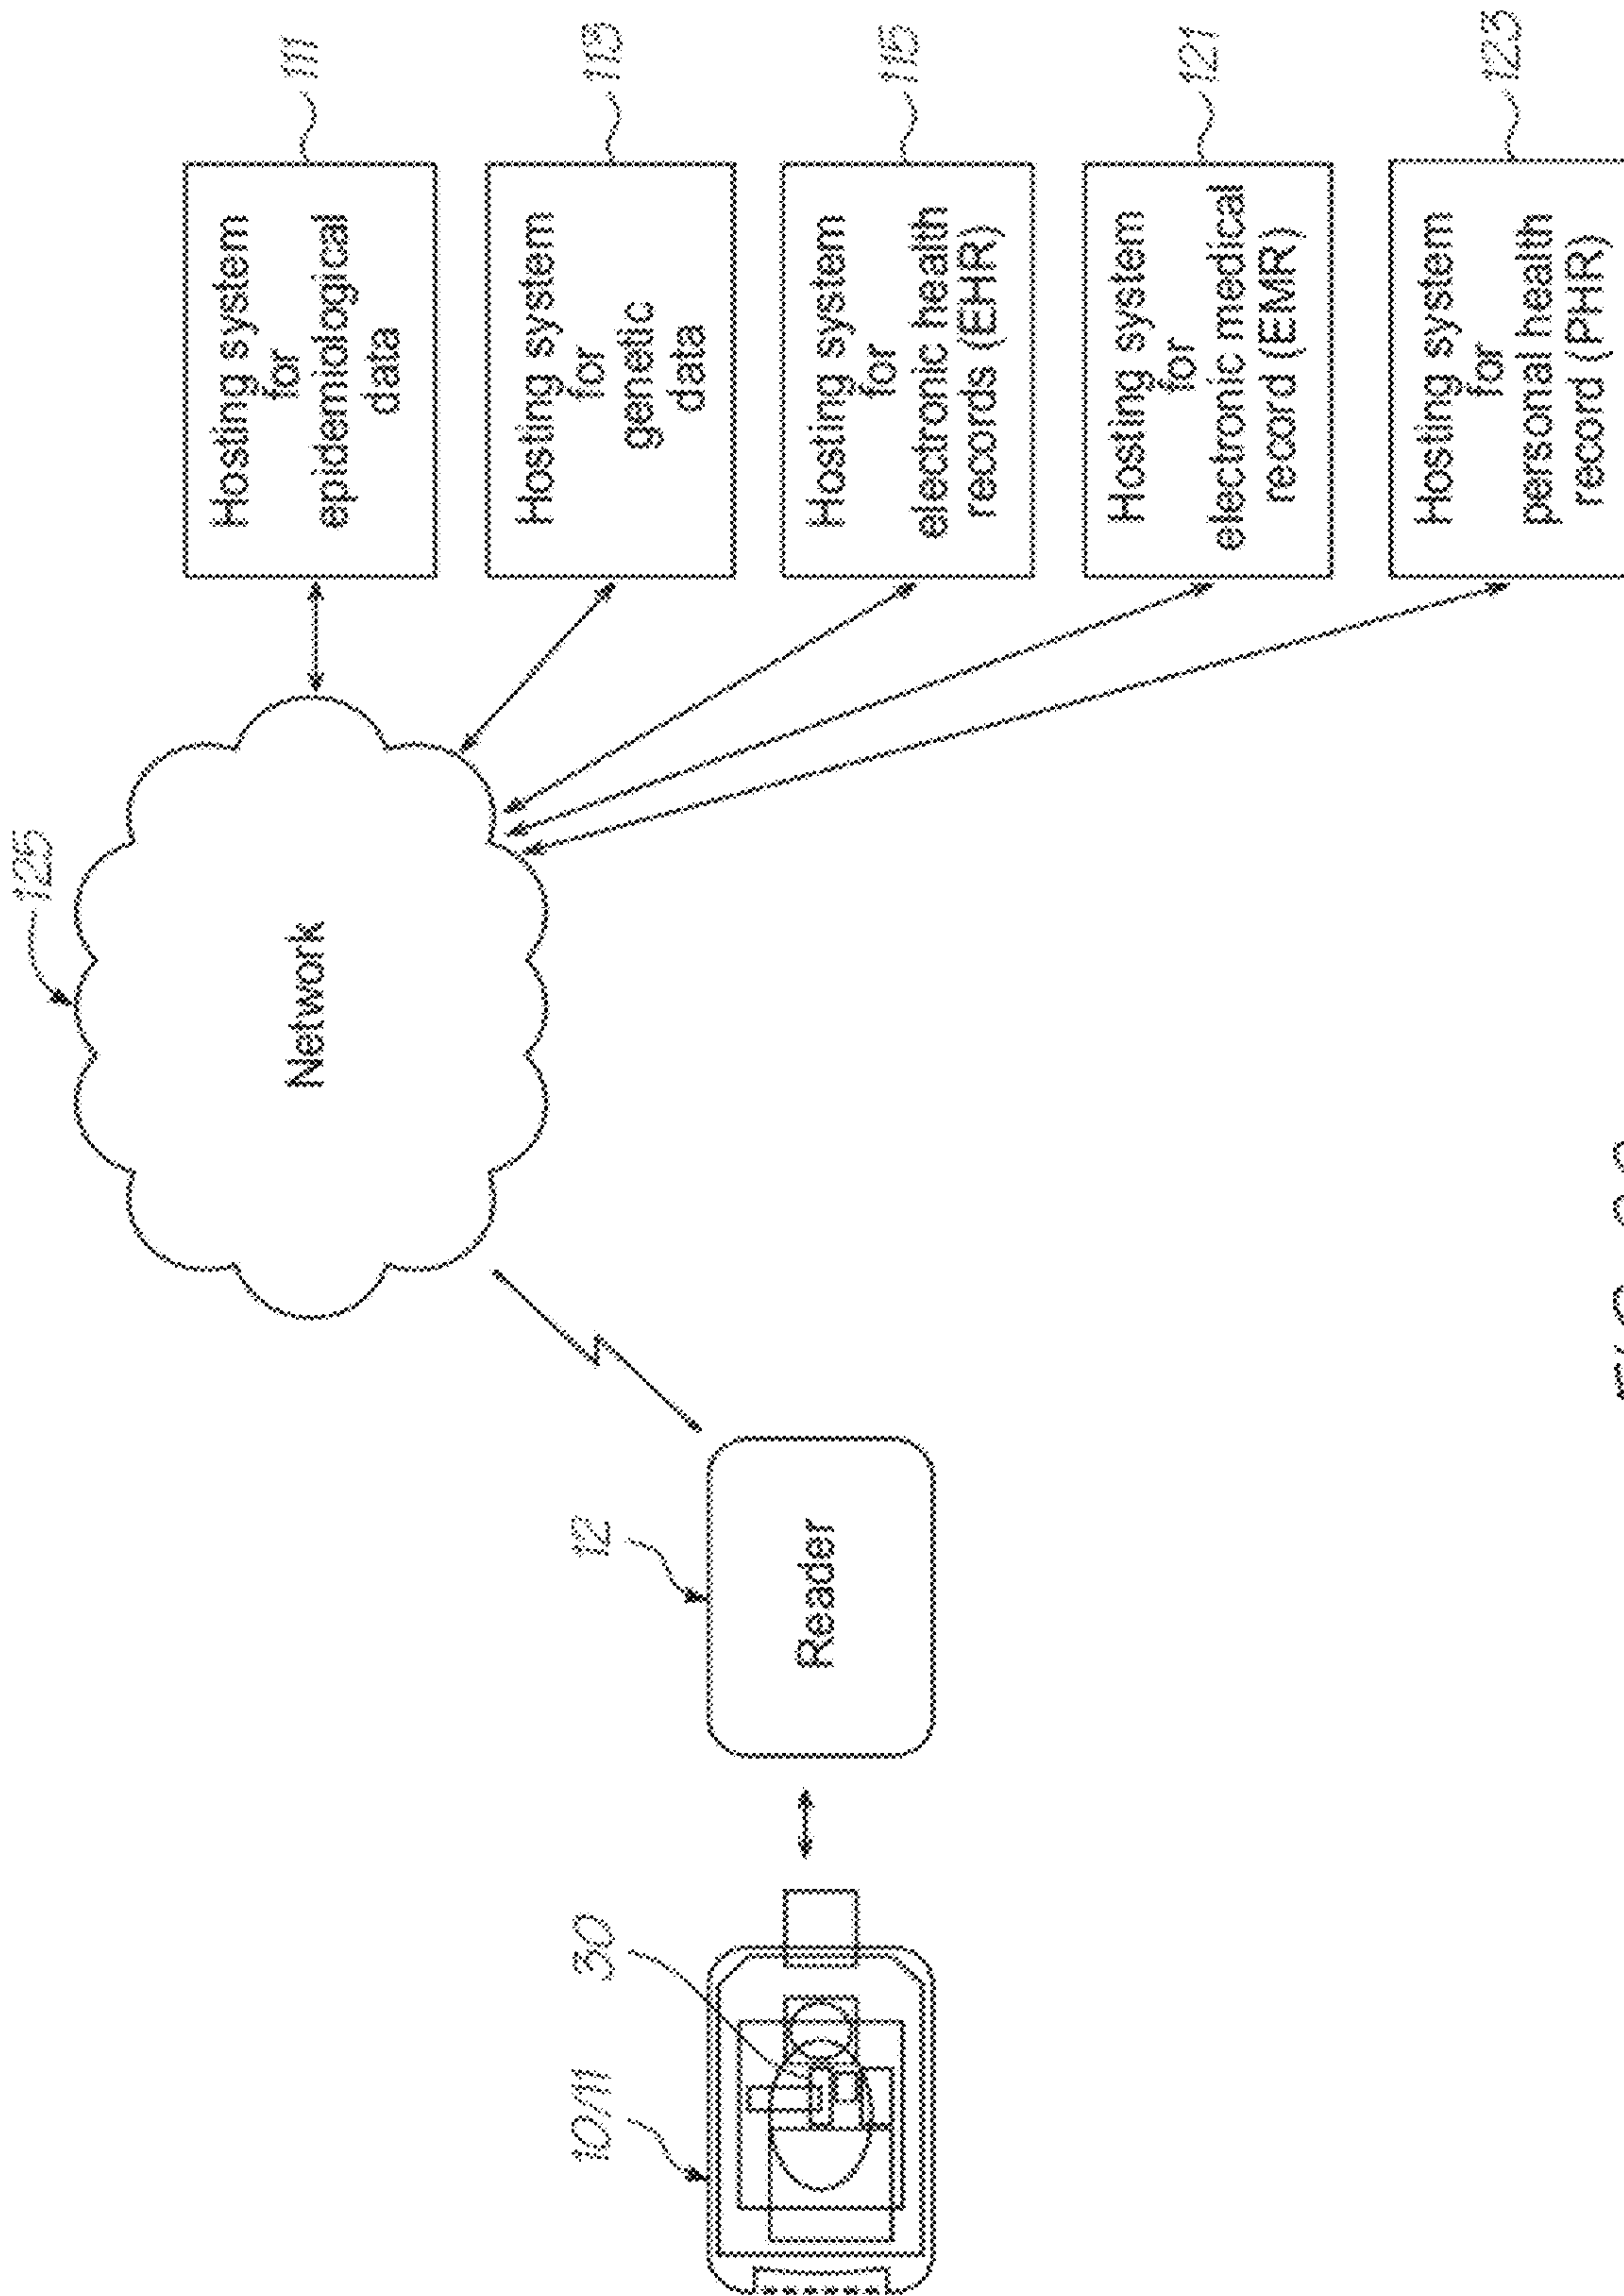 125
Network
111
Hosting system
for
epidemiological
data
113
Hosting system
for
genetic
data
115
Hosting system
for
electronic health
records (EHR)
121
Hosting system
for
electronic medical
record (EMR)
123
Hosting system
for
personal health
record (PHR)
12
Reader
10/11
30